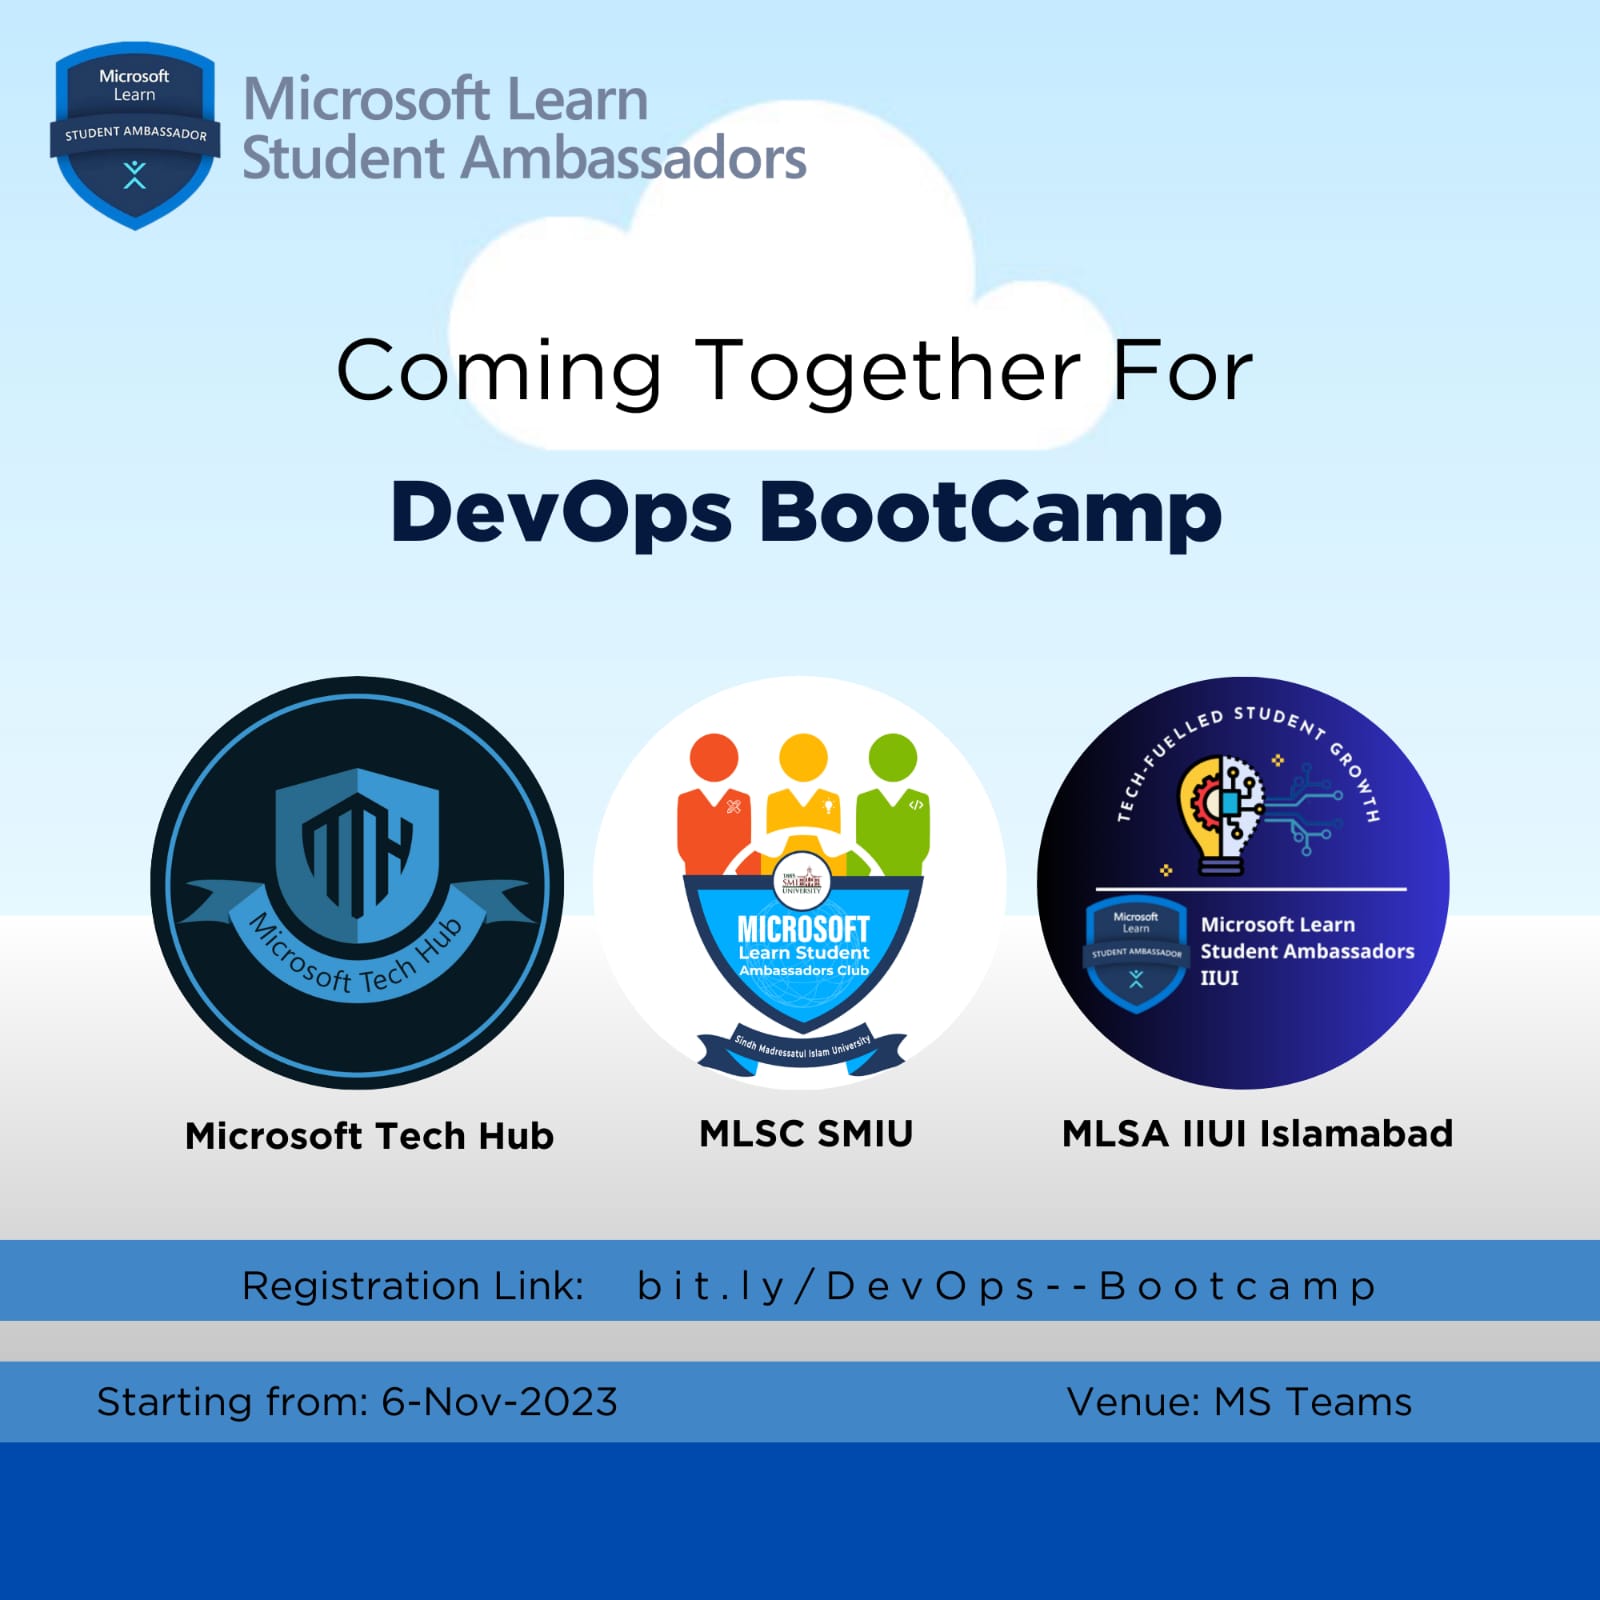 Microsoft
Learn
STUDENT AMBASSADOR
Microsoft Learn
Student Ambassadors
Coming Together For
DevOps BootCamp
Microsoft Tech Hub
1885
SMI
UNIVERSITY
MICROSOFT
Learn Student
Ambassadors Club
Sindh Madressatul Islam University
TECH-FUELLED STUDENT GROWTH
Microsoft
Learn
STUDENT AMBASSADOR
Microsoft Learn
Student Ambassadors
IIUI
Microsoft Tech Hub
MLSC SMIU
MLSA IIUI Islamabad
Registration Link: bit.ly/DevOps--Bootcamp
Starting from: 6-Nov-2023
Venue: MS Teams